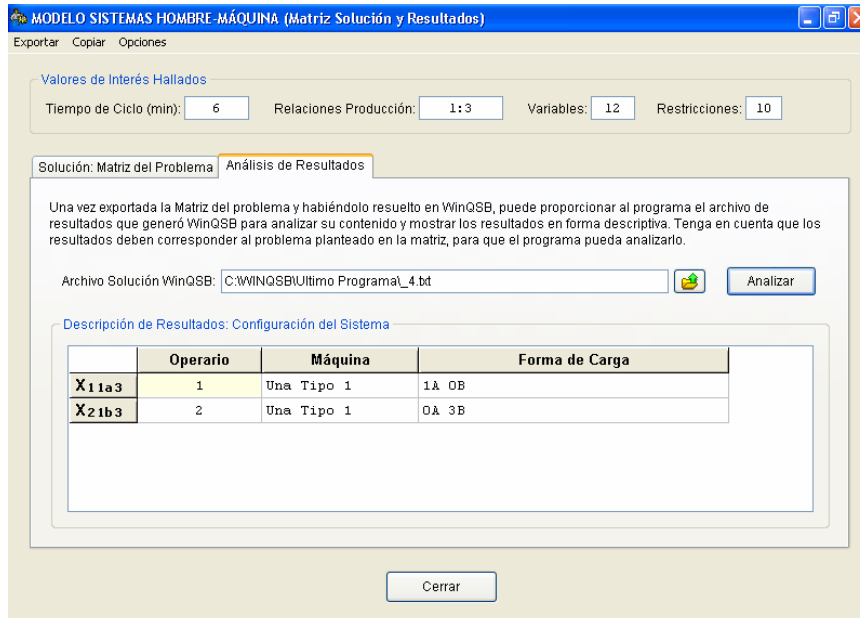 MODELO SISTEMAS HOMBRE-MÁQUINA (Matriz Solución y Resultados)
Exportar Copiar Opciones
Valores de Interés Hallados
Tiempo de Ciclo (min): 6 Relaciones Producción: 1:3 Variables: 12 Restricciones: 10
Solución: Matriz del Problema Análisis de Resultados
Una vez exportada la Matriz del problema y habiéndolo resuelto en WinQSB, puede proporcionar al programa el archivo de
resultados que generó WinQSB para analizar su contenido y mostrar los resultados en forma descriptiva. Tenga en cuenta que los
resultados deben corresponder al problema planteado en la matriz, para que el programa pueda analizarlo.
Archivo Solución WinQSB: C:\WINQSB\Ultimo Programa\_4.txt Analizar
Descripción de Resultados: Configuración del Sistema
Operario Máquina Forma de Carga
X11a3 1 Una Tipo 1 1A 0B
X21b3 2 Una Tipo 1 0A 3B
Cerrar